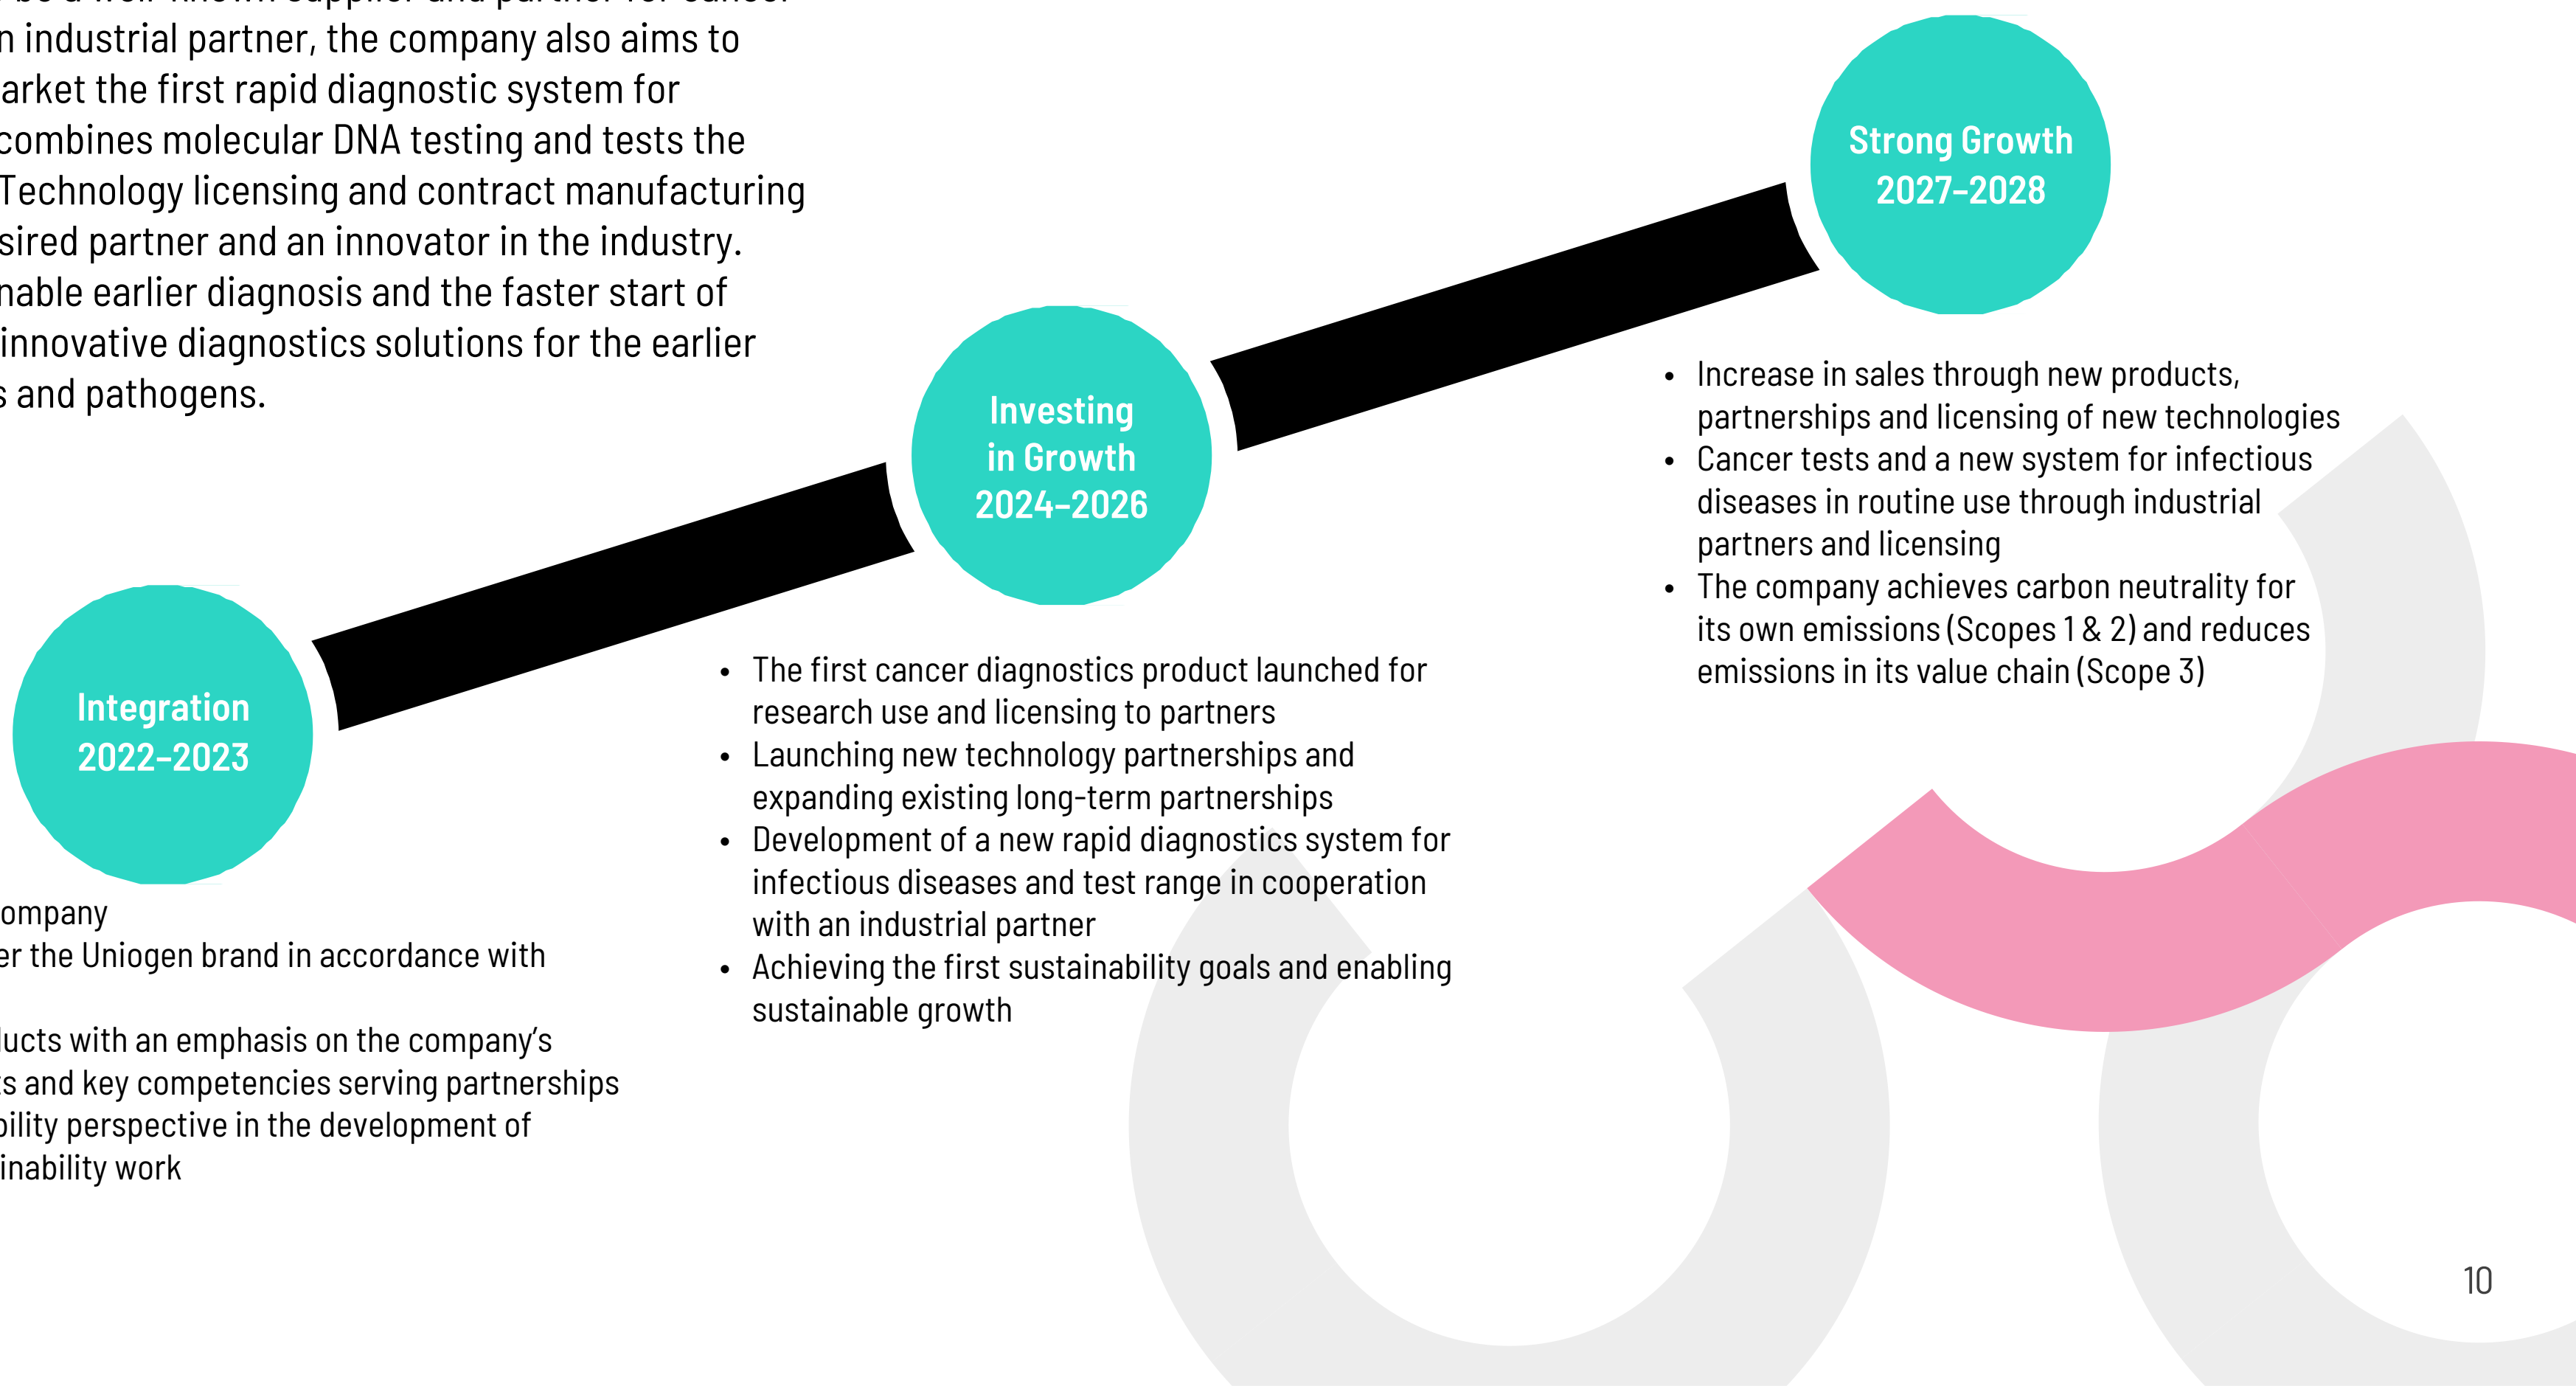 n industrial partner, the company also aims to
arket the first rapid diagnostic system for
combines molecular DNA testing and tests the
Technology licensing and contract manufacturing
sired partner and an innovator in the industry.
nable earlier diagnosis and the faster start of
innovative diagnostics solutions for the earlier
s and pathogens.
Strong Growth
2027–2028
Increase in sales through new products,
partnerships and licensing of new technologies
• Cancer tests and a new system for infectious
diseases in routine use through industrial
partners and licensing
• The company achieves carbon neutrality for
its own emissions (Scopes 1 & 2) and reduces
emissions in its value chain (Scope 3)
Investing
in Growth
2024–2026
• The first cancer diagnostics product launched for
research use and licensing to partners
• Launching new technology partnerships and
expanding existing long-term partnerships
• Development of a new rapid diagnostics system for
infectious diseases and test range in cooperation
with an industrial partner
• Achieving the first sustainability goals and enabling
sustainable growth
Integration
2022–2023
ompany
er the Uniogen brand in accordance with
lucts with an emphasis on the company’s
ts and key competencies serving partnerships
bility perspective in the development of
inability work
10